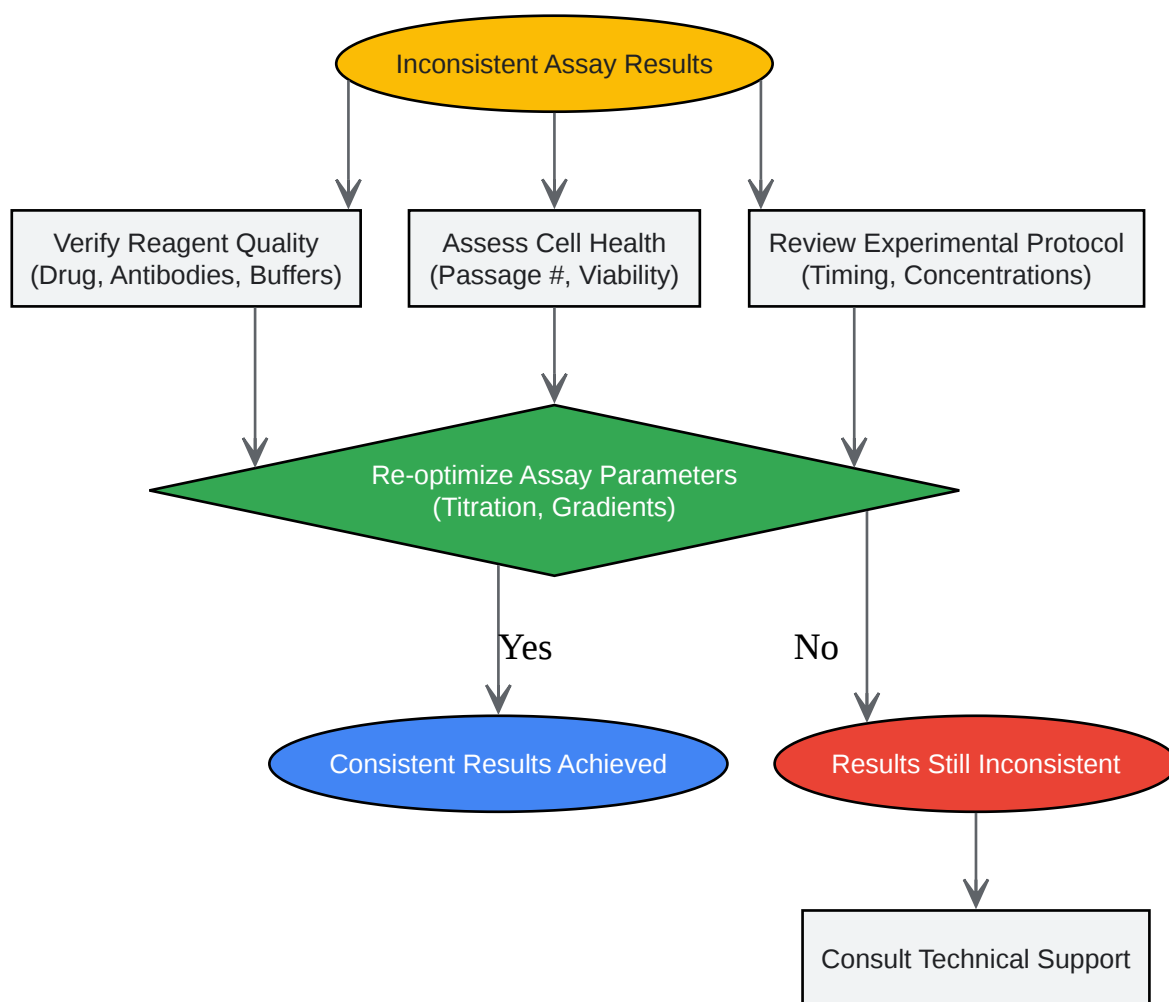 Inconsistent Assay Results
Verify Reagent Quality
(Drug, Antibodies, Buffers)
Assess Cell Health
(Passage #, Viability)
Review Experimental Protocol
(Timing, Concentrations)
Re-optimize Assay Parameters
(Titration, Gradients)
Yes
No
Consistent Results Achieved
Results Still Inconsistent
Consult Technical Support